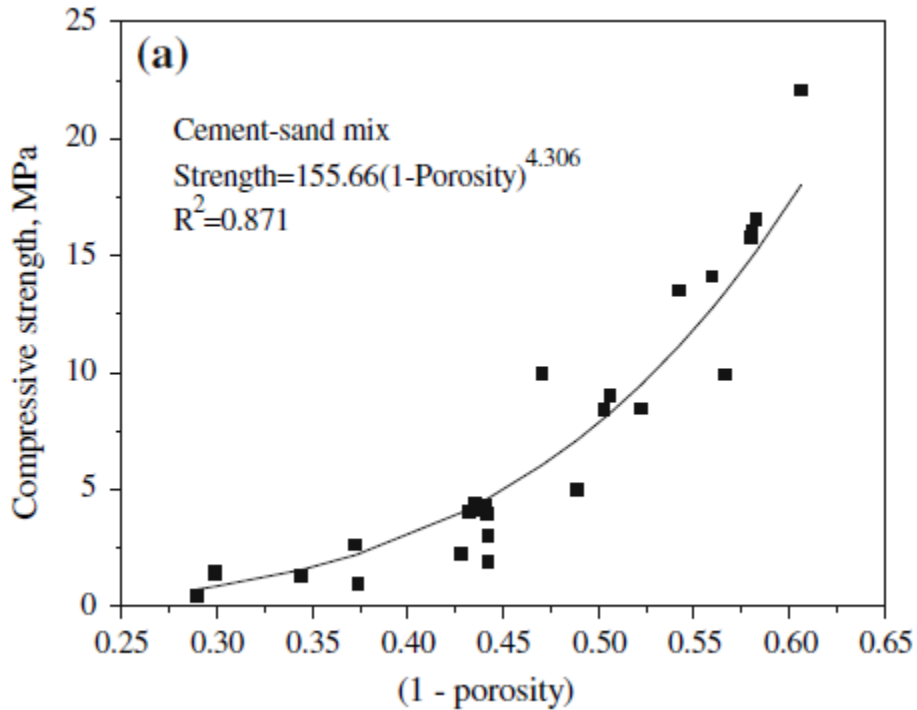 (a)
Cement-sand mix
Strength=155.66(1-Porosity)^4.306
R^2=0.871
Compressive strength, MPa
25
20
15
10
5
0
0.25 0.30 0.35 0.40 0.45 0.50 0.55 0.60 0.65
(1 - porosity)